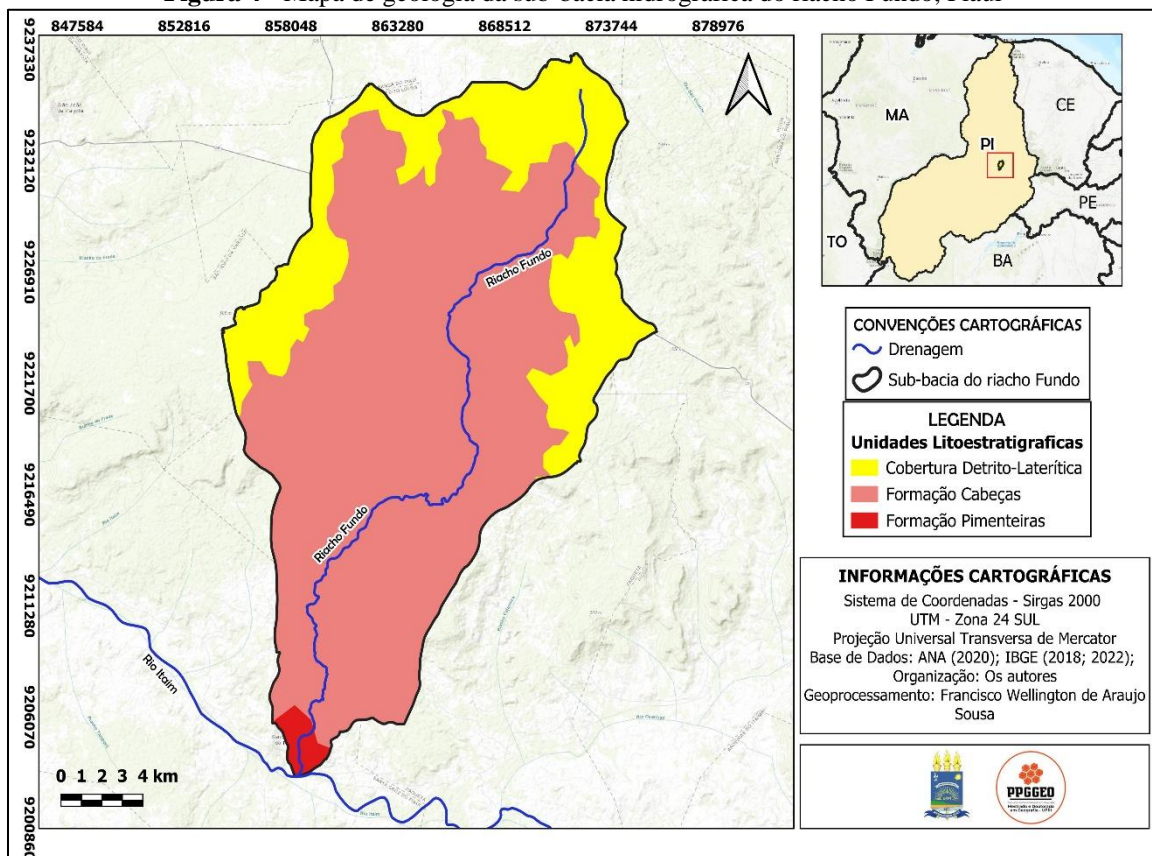 Figura 4 - Mapa de geologia da sub-bacia hidrográfica do riacho Fundo, Piauí
847584 852816 858048 863280 868512 873744 878976
9237330
9232120
9226910
9221700
9216490
9211280
9206070
9200860
Riacho Fundo
Riacho Fundo
Rio Itaim
0 1 2 3 4 km
MA
CE
PI
PE
TO
BA
CONVENÇÕES CARTOGRÁFICAS
Drenagem
Sub-bacia do riacho Fundo
LEGENDA
Unidades Litoestratigraficas
Cobertura Detrito-Laterítica
Formação Cabeças
Formação Pimenteiras
INFORMAÇÕES CARTOGRÁFICAS
Sistema de Coordenadas - Sirgas 2000
UTM - Zona 24 SUL
Projeção Universal Transversa de Mercator
Base de Dados: ANA (2020); IBGE (2018; 2022);
Organização: Os autores
Geoprocessamento: Francisco Wellington de Araujo
Sousa
PPGGEO